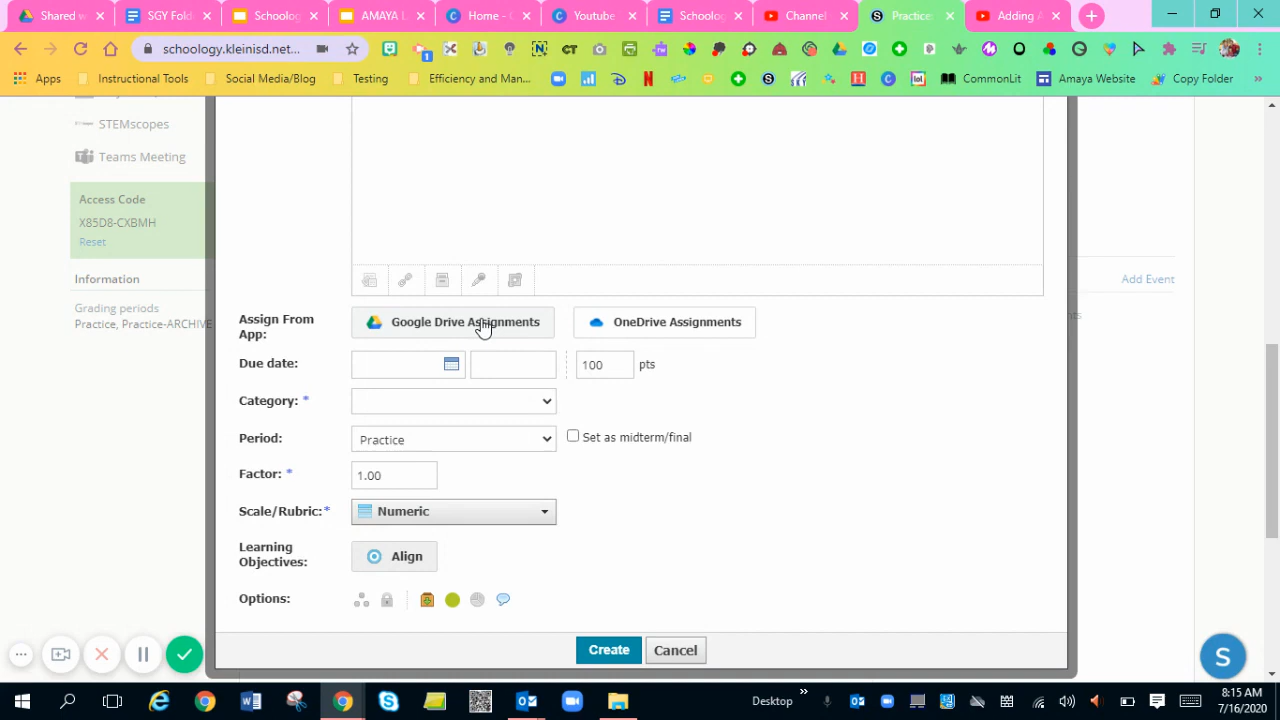 Shared w
SGY Fold
Schoolog
AMAYA L
Home - C
Youtube
Schoolog
Channel
Practice
Adding A
schoology.kleinisd.net...
Apps
Instructional Tools
Social Media/Blog
Testing
Efficiency and Man...
CommonLit
Amaya Website
Copy Folder
STEMscopes
Teams Meeting
Access Code
X85D8-CXBMH
Reset
Information
Grading periods
Practice, Practice-ARCHIVE
Add Event
Assign From
App:
Google Drive Assignments
OneDrive Assignments
Due date:
100
pts
Category: *
Period:
Practice
Set as midterm/final
Factor: *
1.00
Scale/Rubric:*
Numeric
Learning
Objectives:
Align
Options:
Create
Cancel
S
Desktop
8:15 AM
7/16/2020